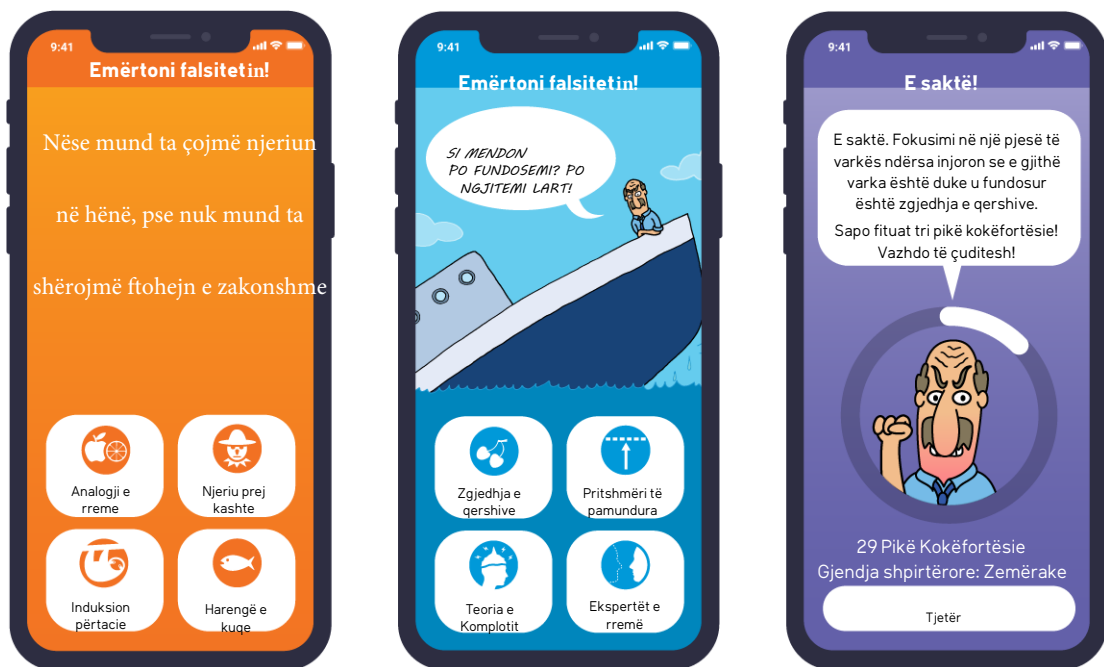 9:41
Emërtoni falsitetin!
Nëse mund ta çojmë njeriun
në hënë, pse nuk mund ta
shërojmë ftohejn e zakonshme
Analogji e
rreme
Njeriu prej
kashte
Induksion
përtacie
Harengë e
kuqe
9:41
Emërtoni falsitetin!
SI MENDON
PO FUNDOSEMI? PO
NGJITEMI LART!
Zgjedhja e
qershive
Pritshmëri të
pamundura
Teoria e
Komplotit
Ekspertët e
rremë
9:41
E saktë!
E saktë. Fokusimi në një pjesë të
varkës ndërsa injoron se e gjithë
varka është duke u fundosur
është zgjedhja e qershive.
Sapo fituat tri pikë kokëfortësie!
Vazhdo të çuditesh!
29 Pikë Kokëfortësie
Gjendja shpirtërore: Zemërake
Tjetër